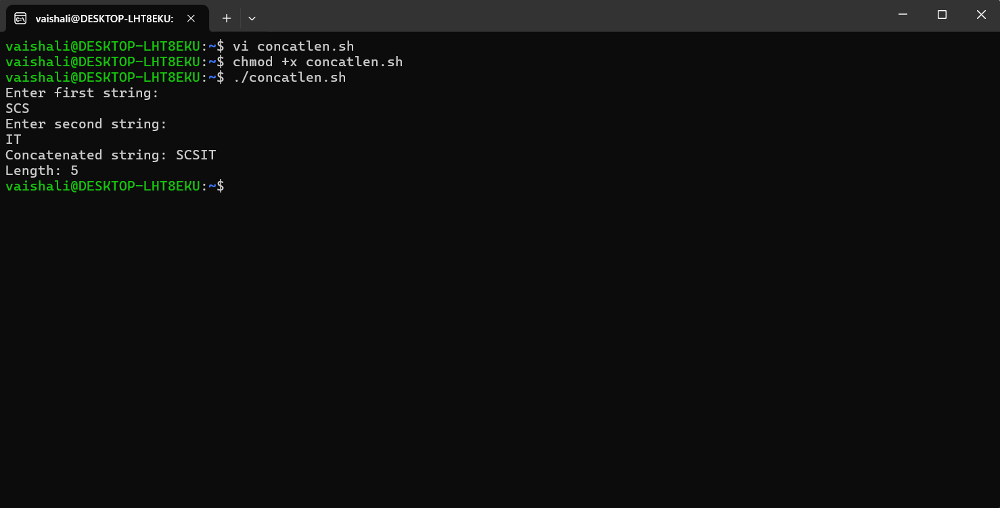 vaishali@DESKTOP-LHT8EKU:
vaishali@DESKTOP-LHT8EKU:~$ vi concatlen.sh
vaishali@DESKTOP-LHT8EKU:~$ chmod +x concatlen.sh
vaishali@DESKTOP-LHT8EKU:~$ ./concatlen.sh
Enter first string:
SCS
Enter second string:
IT
Concatenated string: SCSIT
Length: 5
vaishali@DESKTOP-LHT8EKU:~$